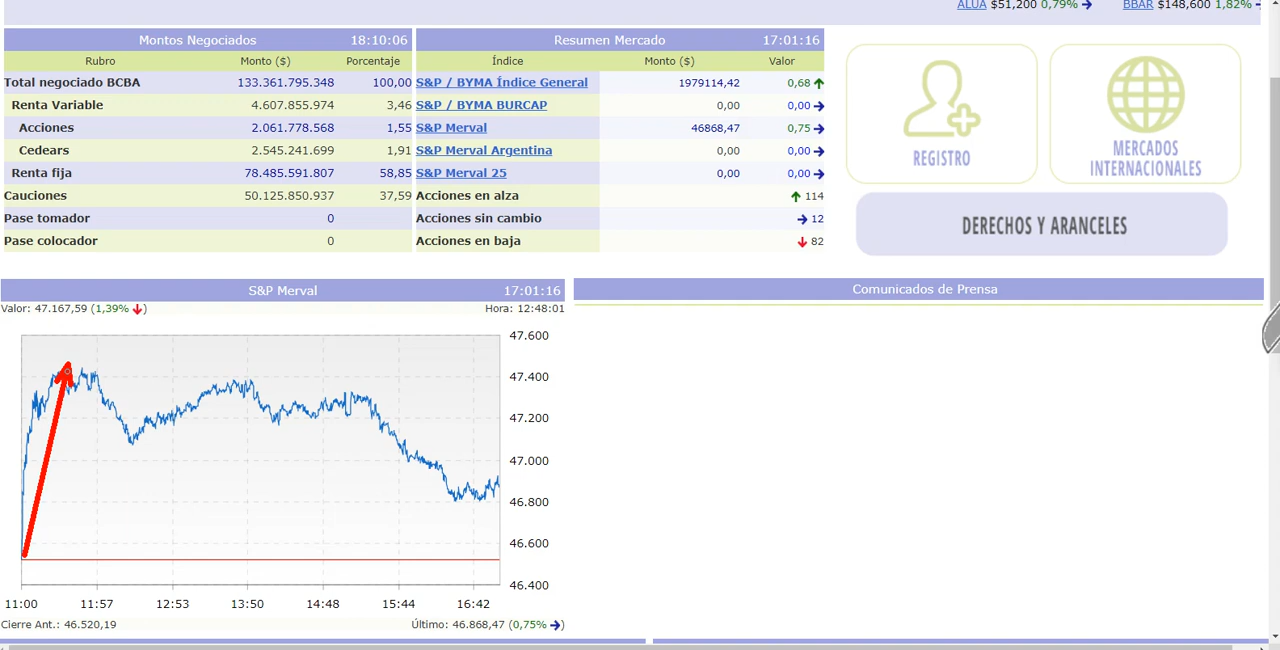 ALUA $51,200 0,79% BBAR $148,600 1,82%
Montos Negociados 18:10:06
Rubro Monto ($) Porcentaje
Total negociado BCBA 133.361.795.348 100,00
Renta Variable 4.607.855.974 3,46
Acciones 2.061.778.568 1,55
Cedears 2.545.241.699 1,91
Renta fija 78.485.591.807 58,85
Cauciones 50.125.850.937 37,59
Pase tomador 0
Pase colocador 0
Resumen Mercado 17:01:16
Índice Monto ($) Valor
S&P / BYMA Índice General 1979114,42 0,68
S&P / BYMA BURCAP 0,00 0,00
S&P Merval 46868,47 0,75
S&P Merval Argentina 0,00 0,00
S&P Merval 25 0,00 0,00
Acciones en alza 114
Acciones sin cambio 12
Acciones en baja 82
REGISTRO
MERCADOS
INTERNACIONALES
DERECHOS Y ARANCELES
S&P Merval 17:01:16
Valor: 47.167,59 (1,39% ) Hora: 12:48:01
47.600
47.400
47.200
47.000
46.800
46.600
46.400
11:00 11:57 12:53 13:50 14:48 15:44 16:42
Cierre Ant.: 46.520,19 Último: 46.868,47 (0,75% )
Comunicados de Prensa